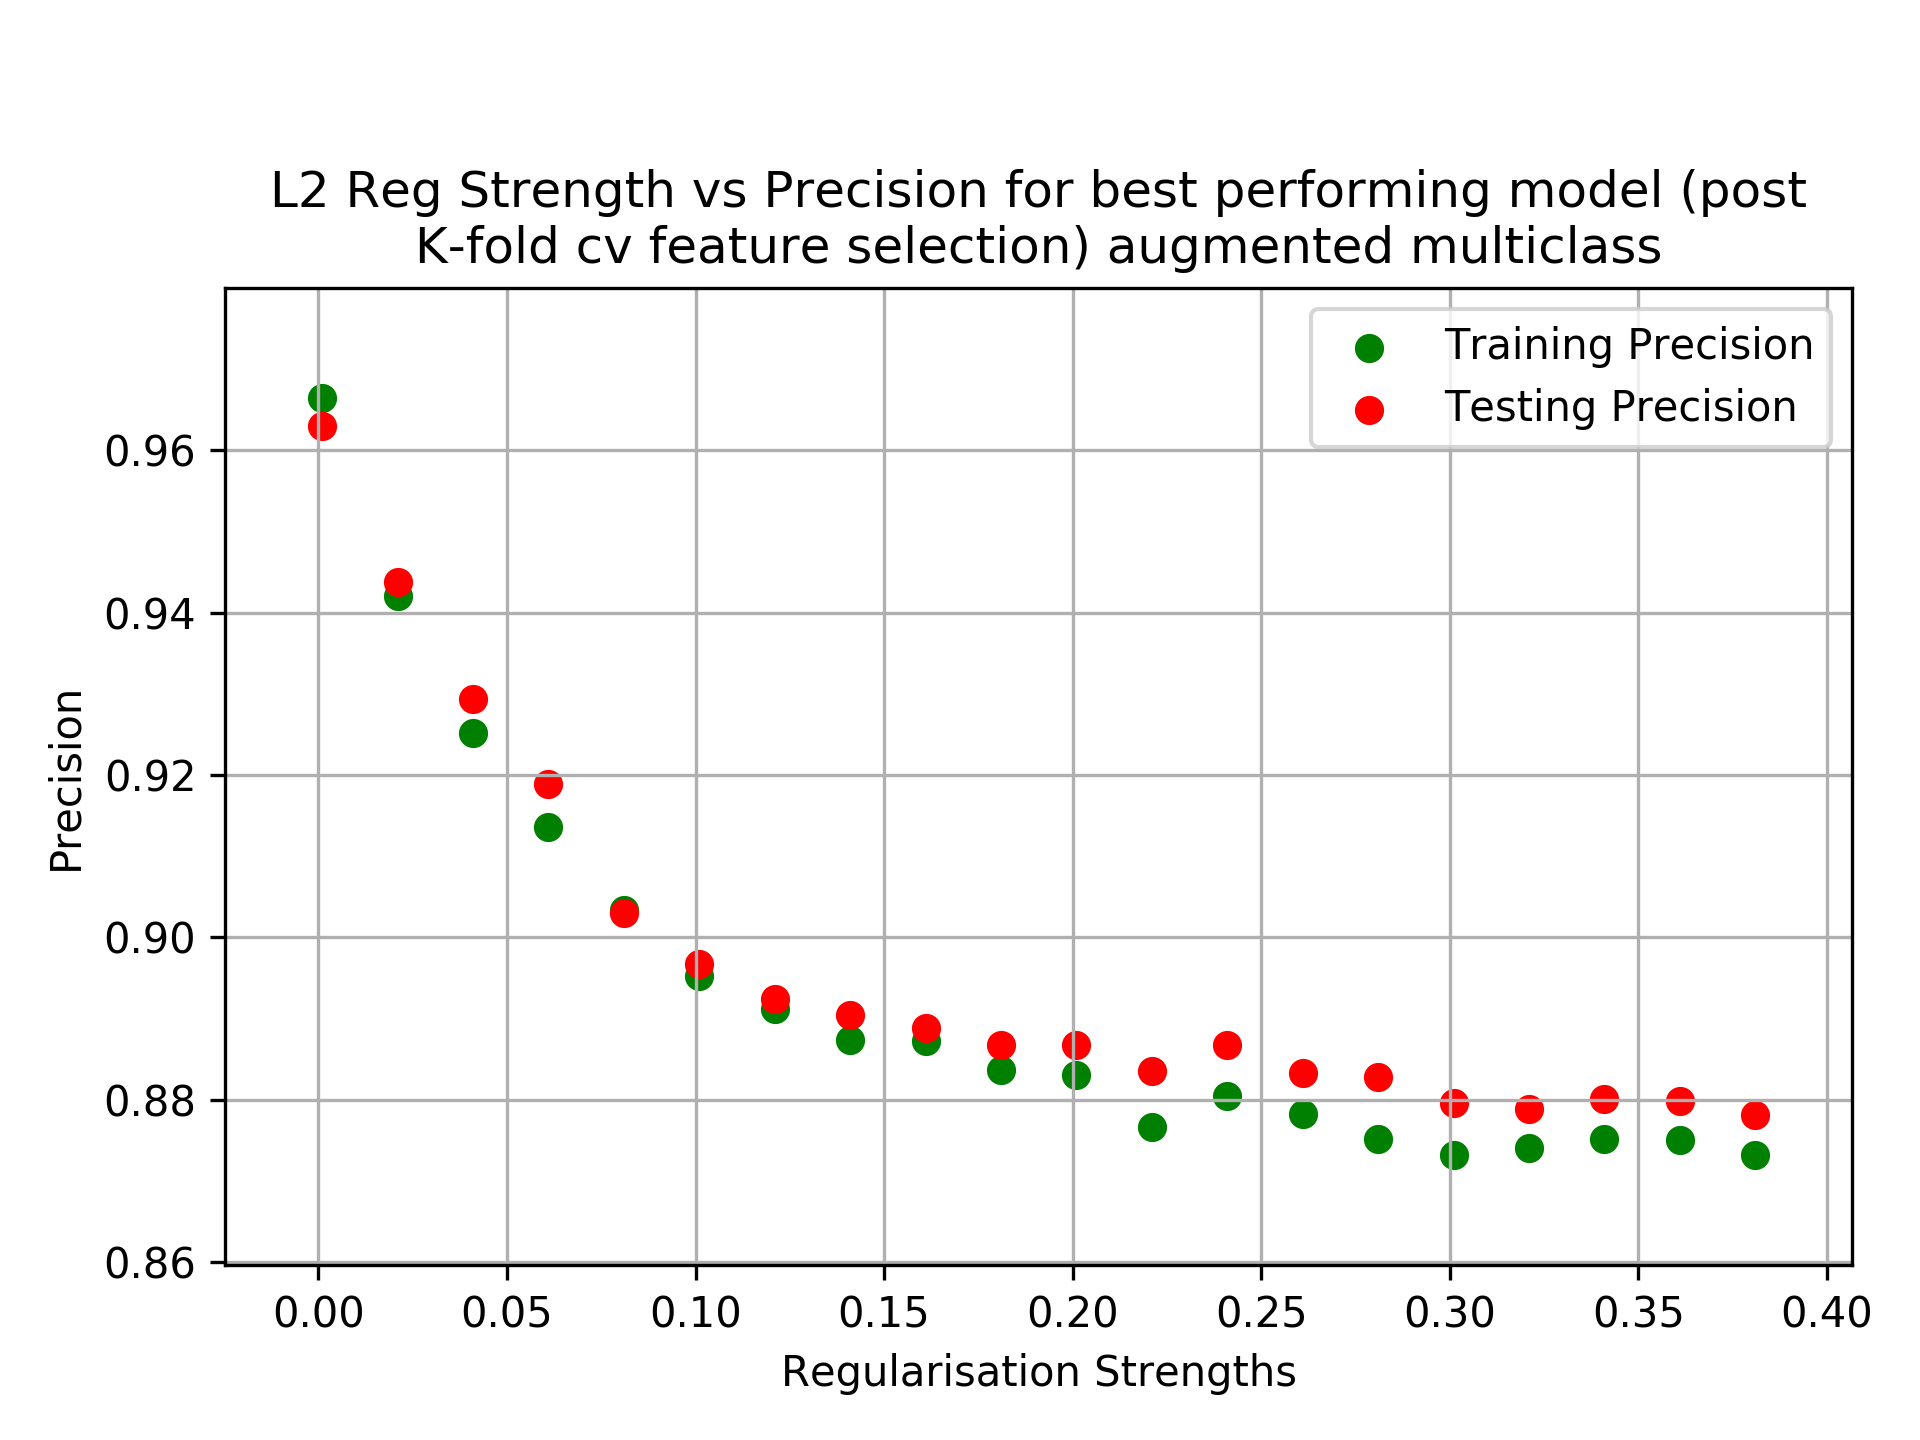 L2 Reg Strength vs Precision for best performing model (post
K-fold cv feature selection) augmented multiclass
Training Precision
Testing Precision
Precision
0.96
0.94
0.92
0.90
0.88
0.86
0.00 0.05 0.10 0.15 0.20 0.25 0.30 0.35 0.40
Regularisation Strengths